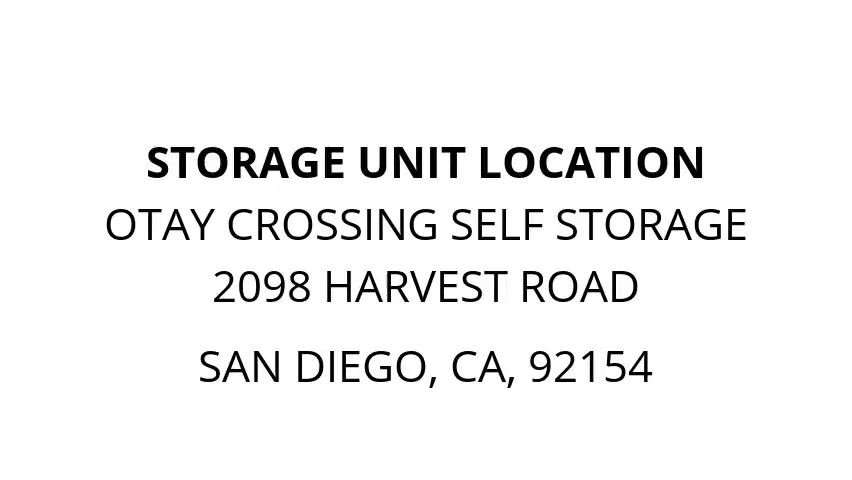 STORAGE UNIT LOCATION
OTAY CROSSING SELF STORAGE
2098 HARVEST ROAD
SAN DIEGO, CA, 92154